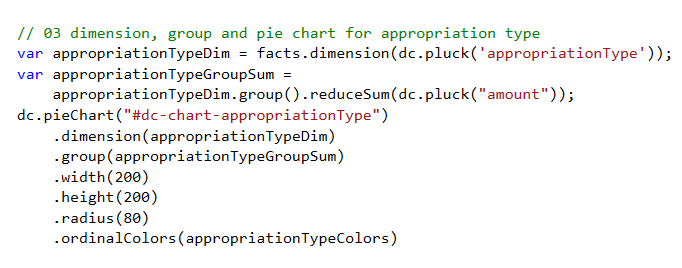 // 03 dimension, group and pie chart for appropriation type
var appropriationTypeDim = facts.dimension(dc.pluck('appropriationType'));
var appropriationTypeGroupSum =
    appropriationTypeDim.group().reduceSum(dc.pluck("amount"));
dc.pieChart("#dc-chart-appropriationType")
    .dimension(appropriationTypeDim)
    .group(appropriationTypeGroupSum)
    .width(200)
    .height(200)
    .radius(80)
    .ordinalColors(appropriationTypeColors)